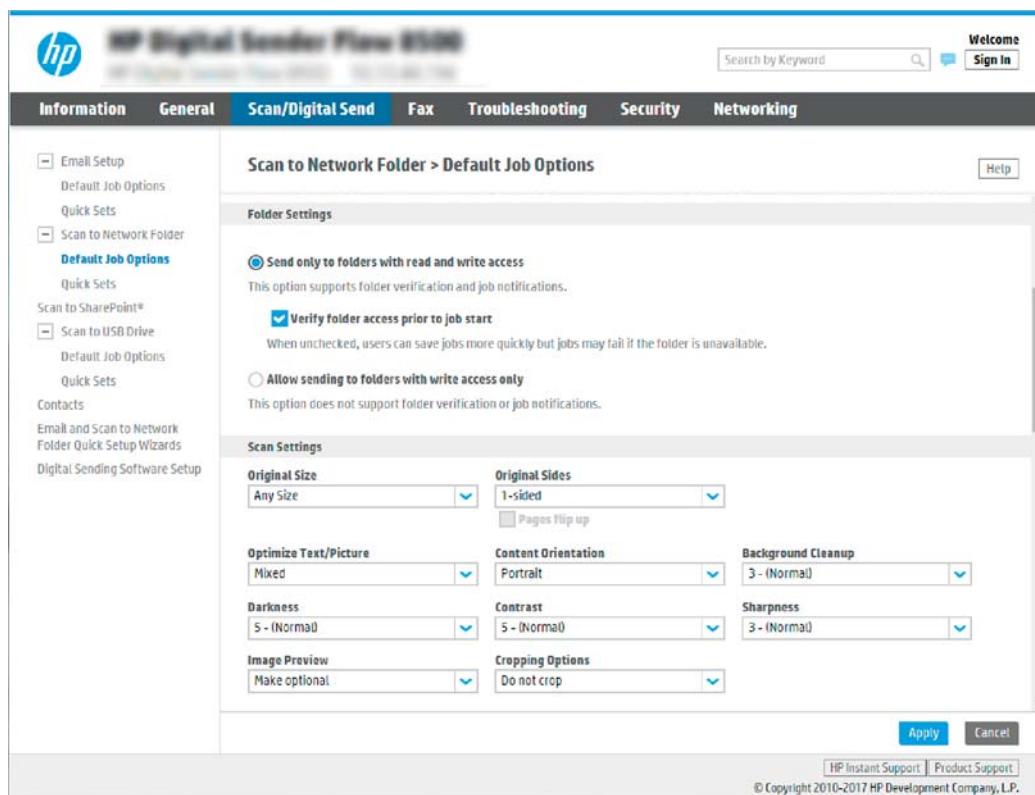 hp
HP Digital Sender Flow 8500
Welcome
Search by Keyword
Sign In
Information General Scan/Digital Send Fax Troubleshooting Security Networking
Email Setup
Default Job Options
Quick Sets
Scan to Network Folder
Default Job Options
Quick Sets
Scan to SharePoint®
Scan to USB Drive
Default Job Options
Quick Sets
Contacts
Email and Scan to Network
Folder Quick Setup Wizards
Digital Sending Software Setup
Scan to Network Folder > Default Job Options
Help
Folder Settings
Send only to folders with read and write access
This option supports folder verification and job notifications.
Verify folder access prior to job start
When unchecked, users can save jobs more quickly but jobs may fail if the folder is unavailable.
Allow sending to folders with write access only
This option does not support folder verification or job notifications.
Scan Settings
Original Size Original Sides
Any Size 1-sided
Pages flip up
Optimize Text/Picture Content Orientation Background Cleanup
Mixed Portrait 3 - (Normal)
Darkness Contrast Sharpness
5 - (Normal) 5 - (Normal) 3 - (Normal)
Image Preview Cropping Options
Make optional Do not crop
Apply Cancel
HP Instant Support Product Support
© Copyright 2010-2017 HP Development Company, L.P.